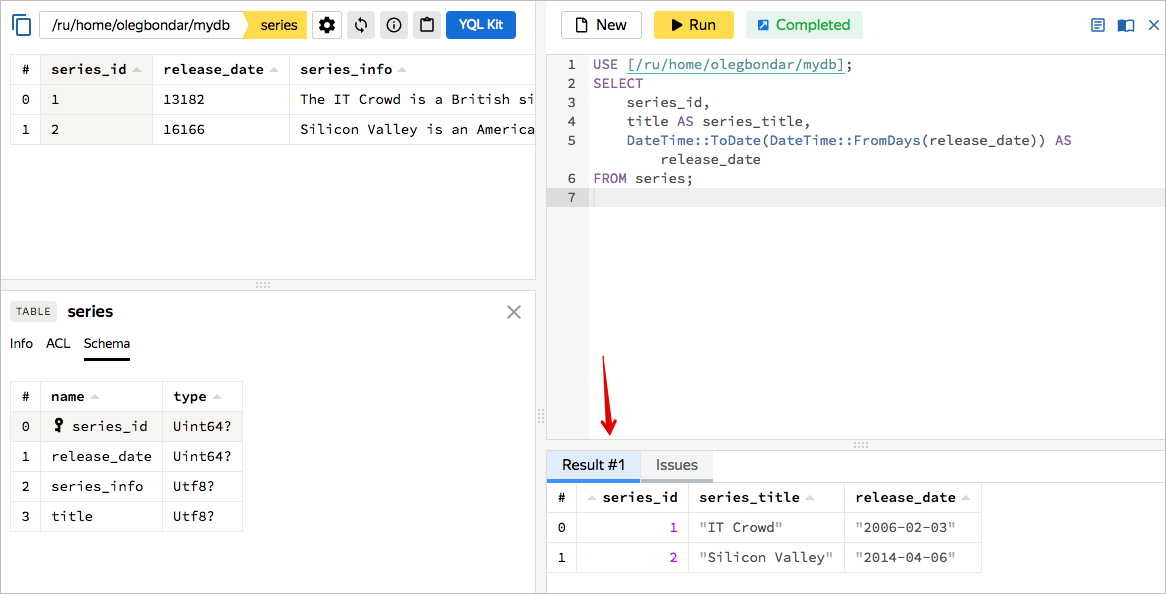 /ru/home/olegbondar/mydb series YQL Kit
# series_id release_date series_info
0 1 13182 The IT Crowd is a British si
1 2 16166 Silicon Valley is an America
TABLE series
Info ACL Schema
# name type
0 series_id Uint64?
1 release_date Uint64?
2 series_info Utf8?
3 title Utf8?
New Run Completed
1 USE [/ru/home/olegbondar/mydb];
2 SELECT
3 series_id,
4 title AS series_title,
5 DateTime::ToDate(DateTime::FromDays(release_date)) AS
release_date
6 FROM series;
7
Result #1 Issues
# series_id series_title release_date
0 1 "IT Crowd" "2006-02-03"
1 2 "Silicon Valley" "2014-04-06"